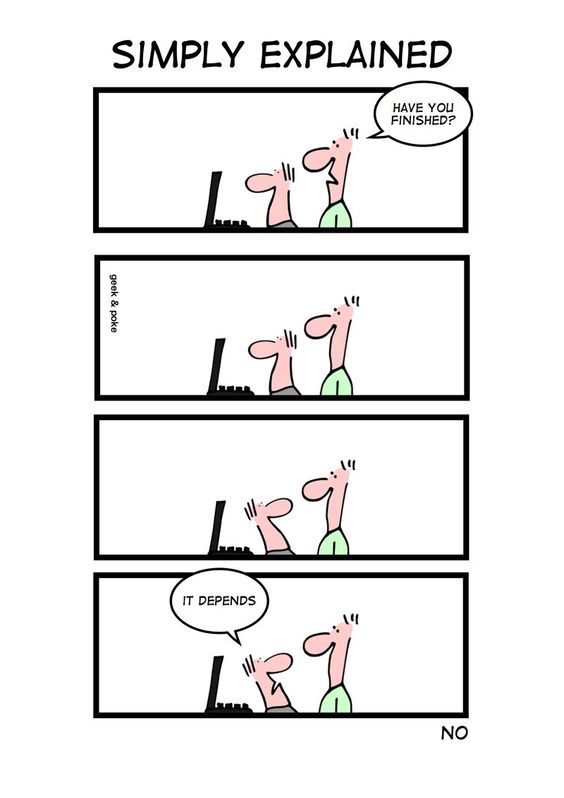 SIMPLY EXPLAINED
HAVE YOU
FINISHED?
geek & poke
IT DEPENDS
NO